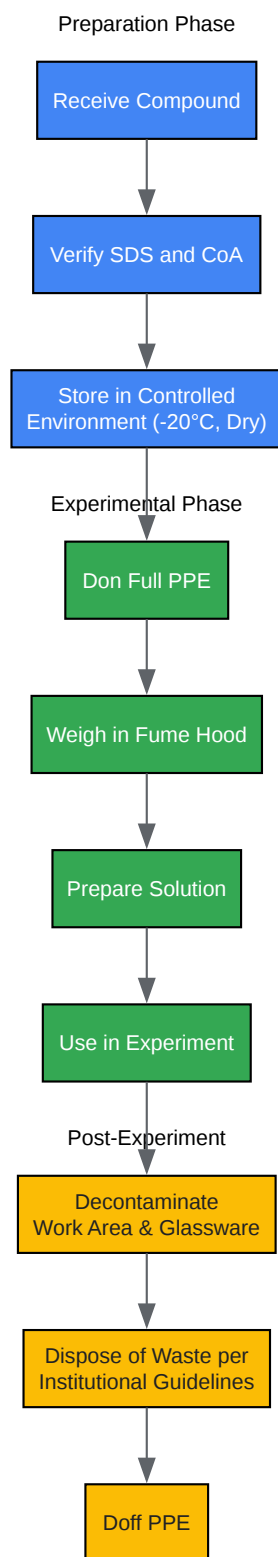 Preparation Phase
Receive Compound
Verify SDS and CoA
Store in Controlled
Environment (-20°C, Dry)
Experimental Phase
Don Full PPE
Weigh in Fume Hood
Prepare Solution
Use in Experiment
Post-Experiment
Decontaminate
Work Area & Glassware
Dispose of Waste per
Institutional Guidelines
Doff PPE